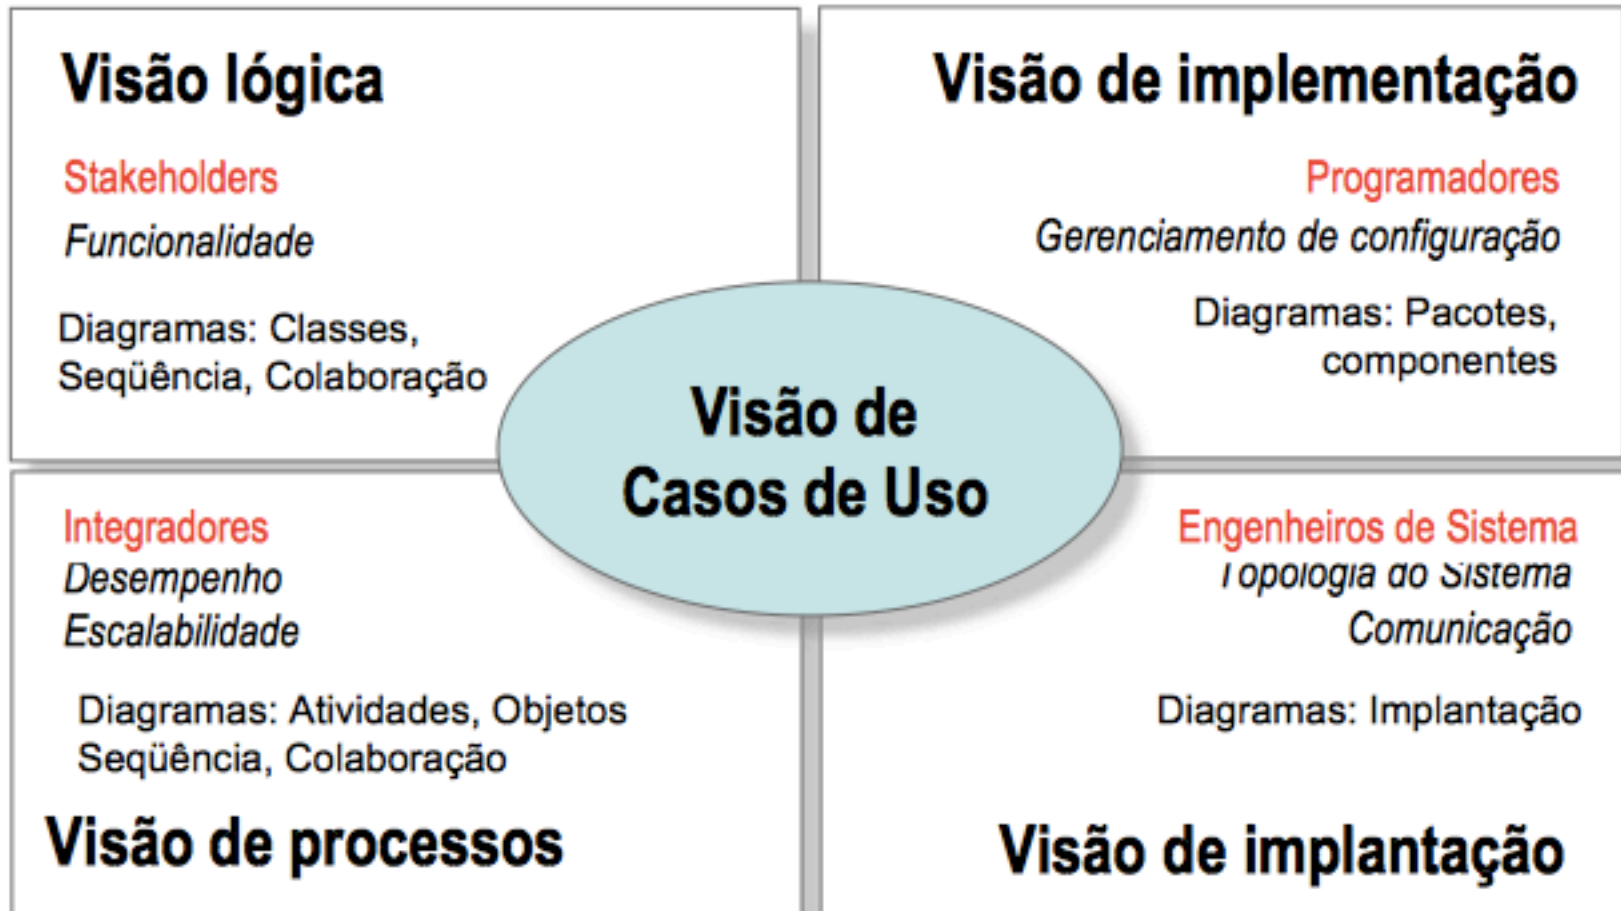 Visão lógica
Stakeholders
Funcionalidade
Diagramas: Classes,
Seqüência, Colaboração
Visão de implementação
Programadores
Gerenciamento de configuração
Diagramas: Pacotes,
componentes
Visão de
Casos de Uso
Integradores
Desempenho
Escalabilidade
Diagramas: Atividades, Objetos
Seqüência, Colaboração
Visão de processos
Engenheiros de Sistema
Topologia do Sistema
Comunicação
Diagramas: Implantação
Visão de implantação